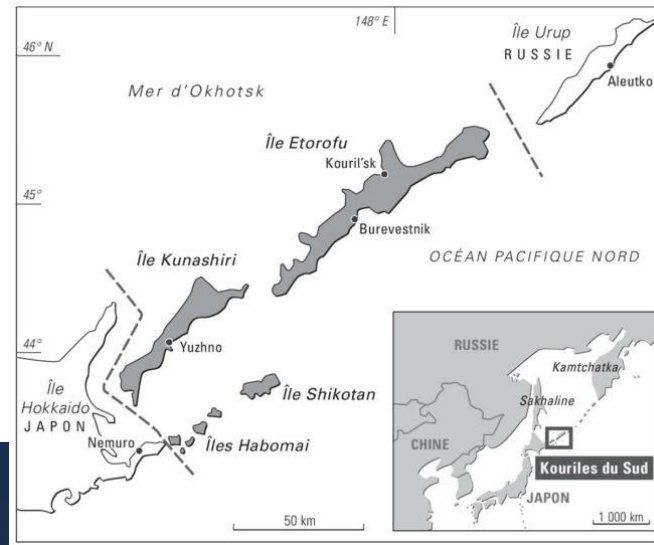 148° E
46° N
Île Urup
RUSSIE
Aleutko
Mer d'Okhotsk
Île Etorofu
Kouril'sk
45°
Burevestnik
Île Kunashiri
OCÉAN PACIFIQUE NORD
44°
Yuzhno
Île
Hokkaido
JAPON
Île Shikotan
Nemuro
Îles Habomai
50 km
RUSSIE
Kamtchatka
Sakhaline
CHINE
Kouriles du Sud
JAPON
1 000 km